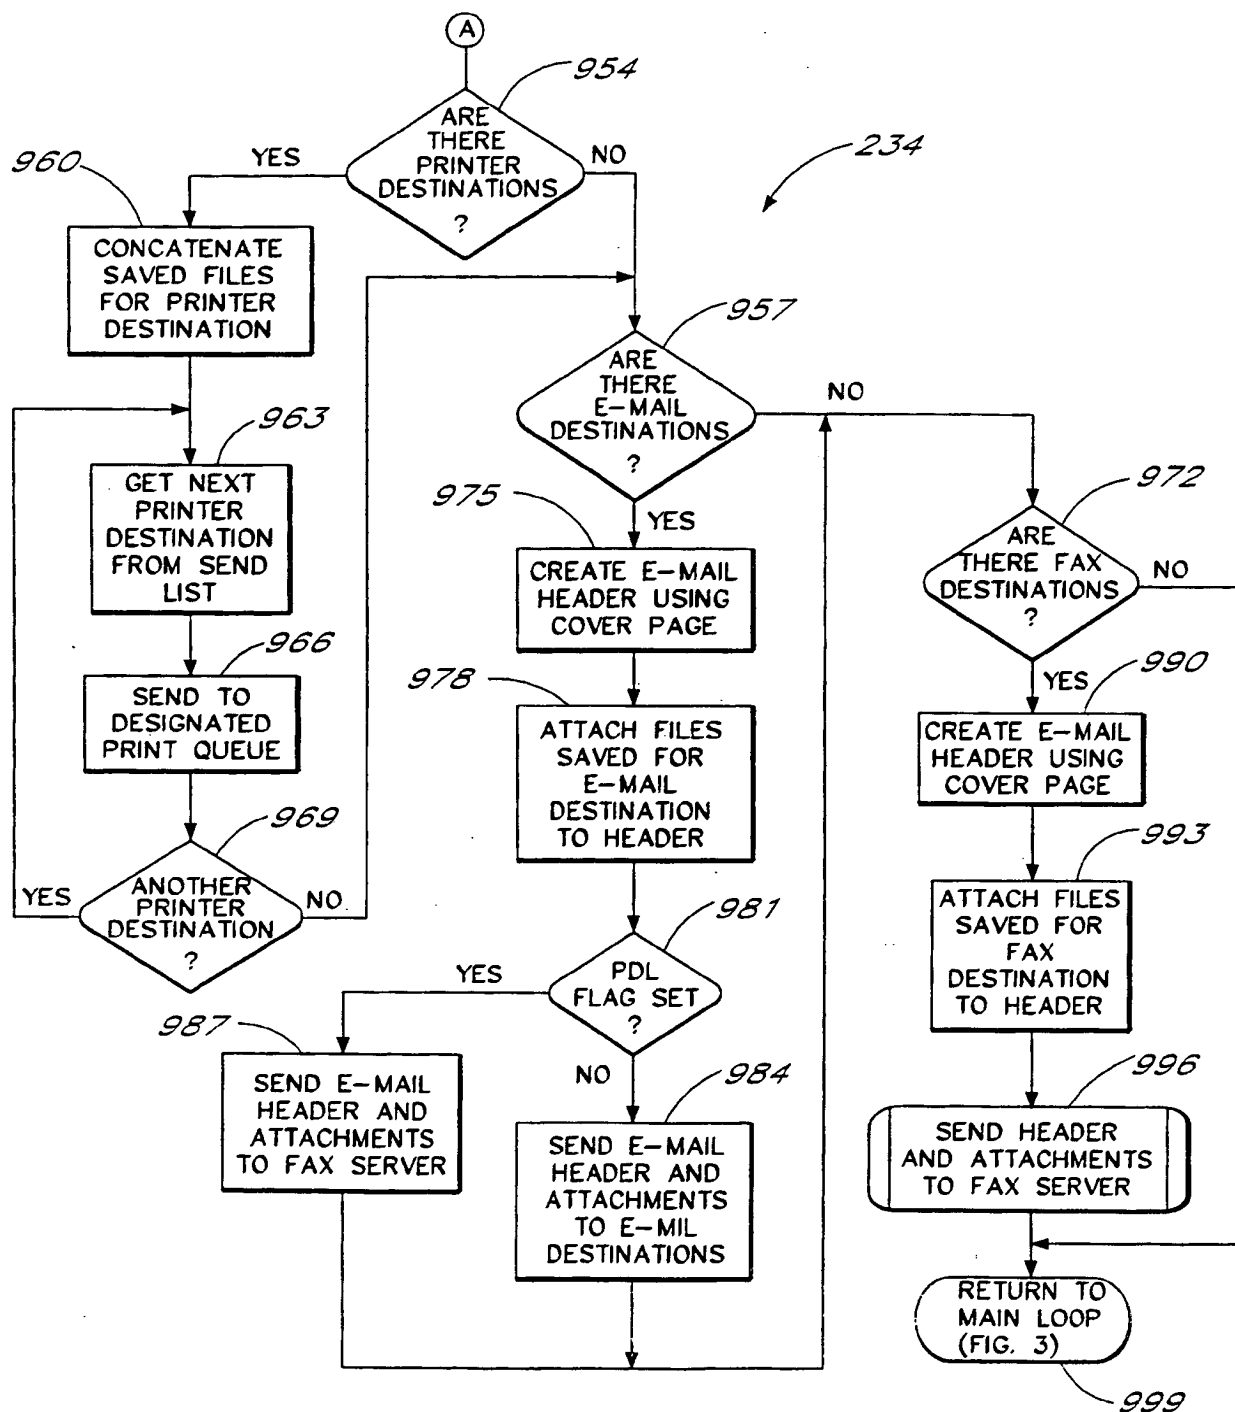 A
954
ARE
THERE
PRINTER
DESTINATIONS
?
YES
NO
234
960
CONCATENATE
SAVED FILES
FOR PRINTER
DESTINATION
963
GET NEXT
PRINTER
DESTINATION
FROM SEND
LIST
966
SEND TO
DESIGNATED
PRINT QUEUE
969
ANOTHER
PRINTER
DESTINATION
?
YES
NO
957
ARE
THERE
E-MAIL
DESTINATIONS
?
NO
YES
975
CREATE E-MAIL
HEADER USING
COVER PAGE
978
ATTACH FILES
SAVED FOR
E-MAIL
DESTINATION
TO HEADER
981
PDL
FLAG SET
?
YES
NO
987
SEND E-MAIL
HEADER AND
ATTACHMENTS
TO FAX SERVER
984
SEND E-MAIL
HEADER AND
ATTACHMENTS
TO E-MIL
DESTINATIONS
972
ARE
THERE FAX
DESTINATIONS
?
NO
YES
990
CREATE E-MAIL
HEADER USING
COVER PAGE
993
ATTACH FILES
SAVED FOR
FAX
DESTINATION
TO HEADER
996
SEND HEADER
AND ATTACHMENTS
TO FAX SERVER
RETURN TO
MAIN LOOP
(FIG. 3)
999